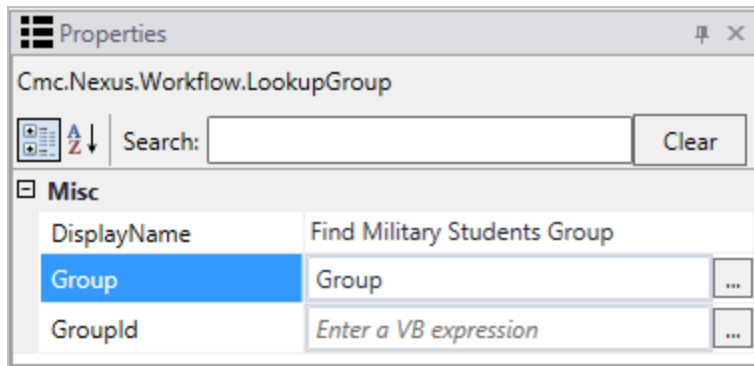 Properties
Cmc.Nexus.Workflow.LookupGroup
Search: Clear
Misc
DisplayName Find Military Students Group
Group Group ...
GroupId Enter a VB expression ...